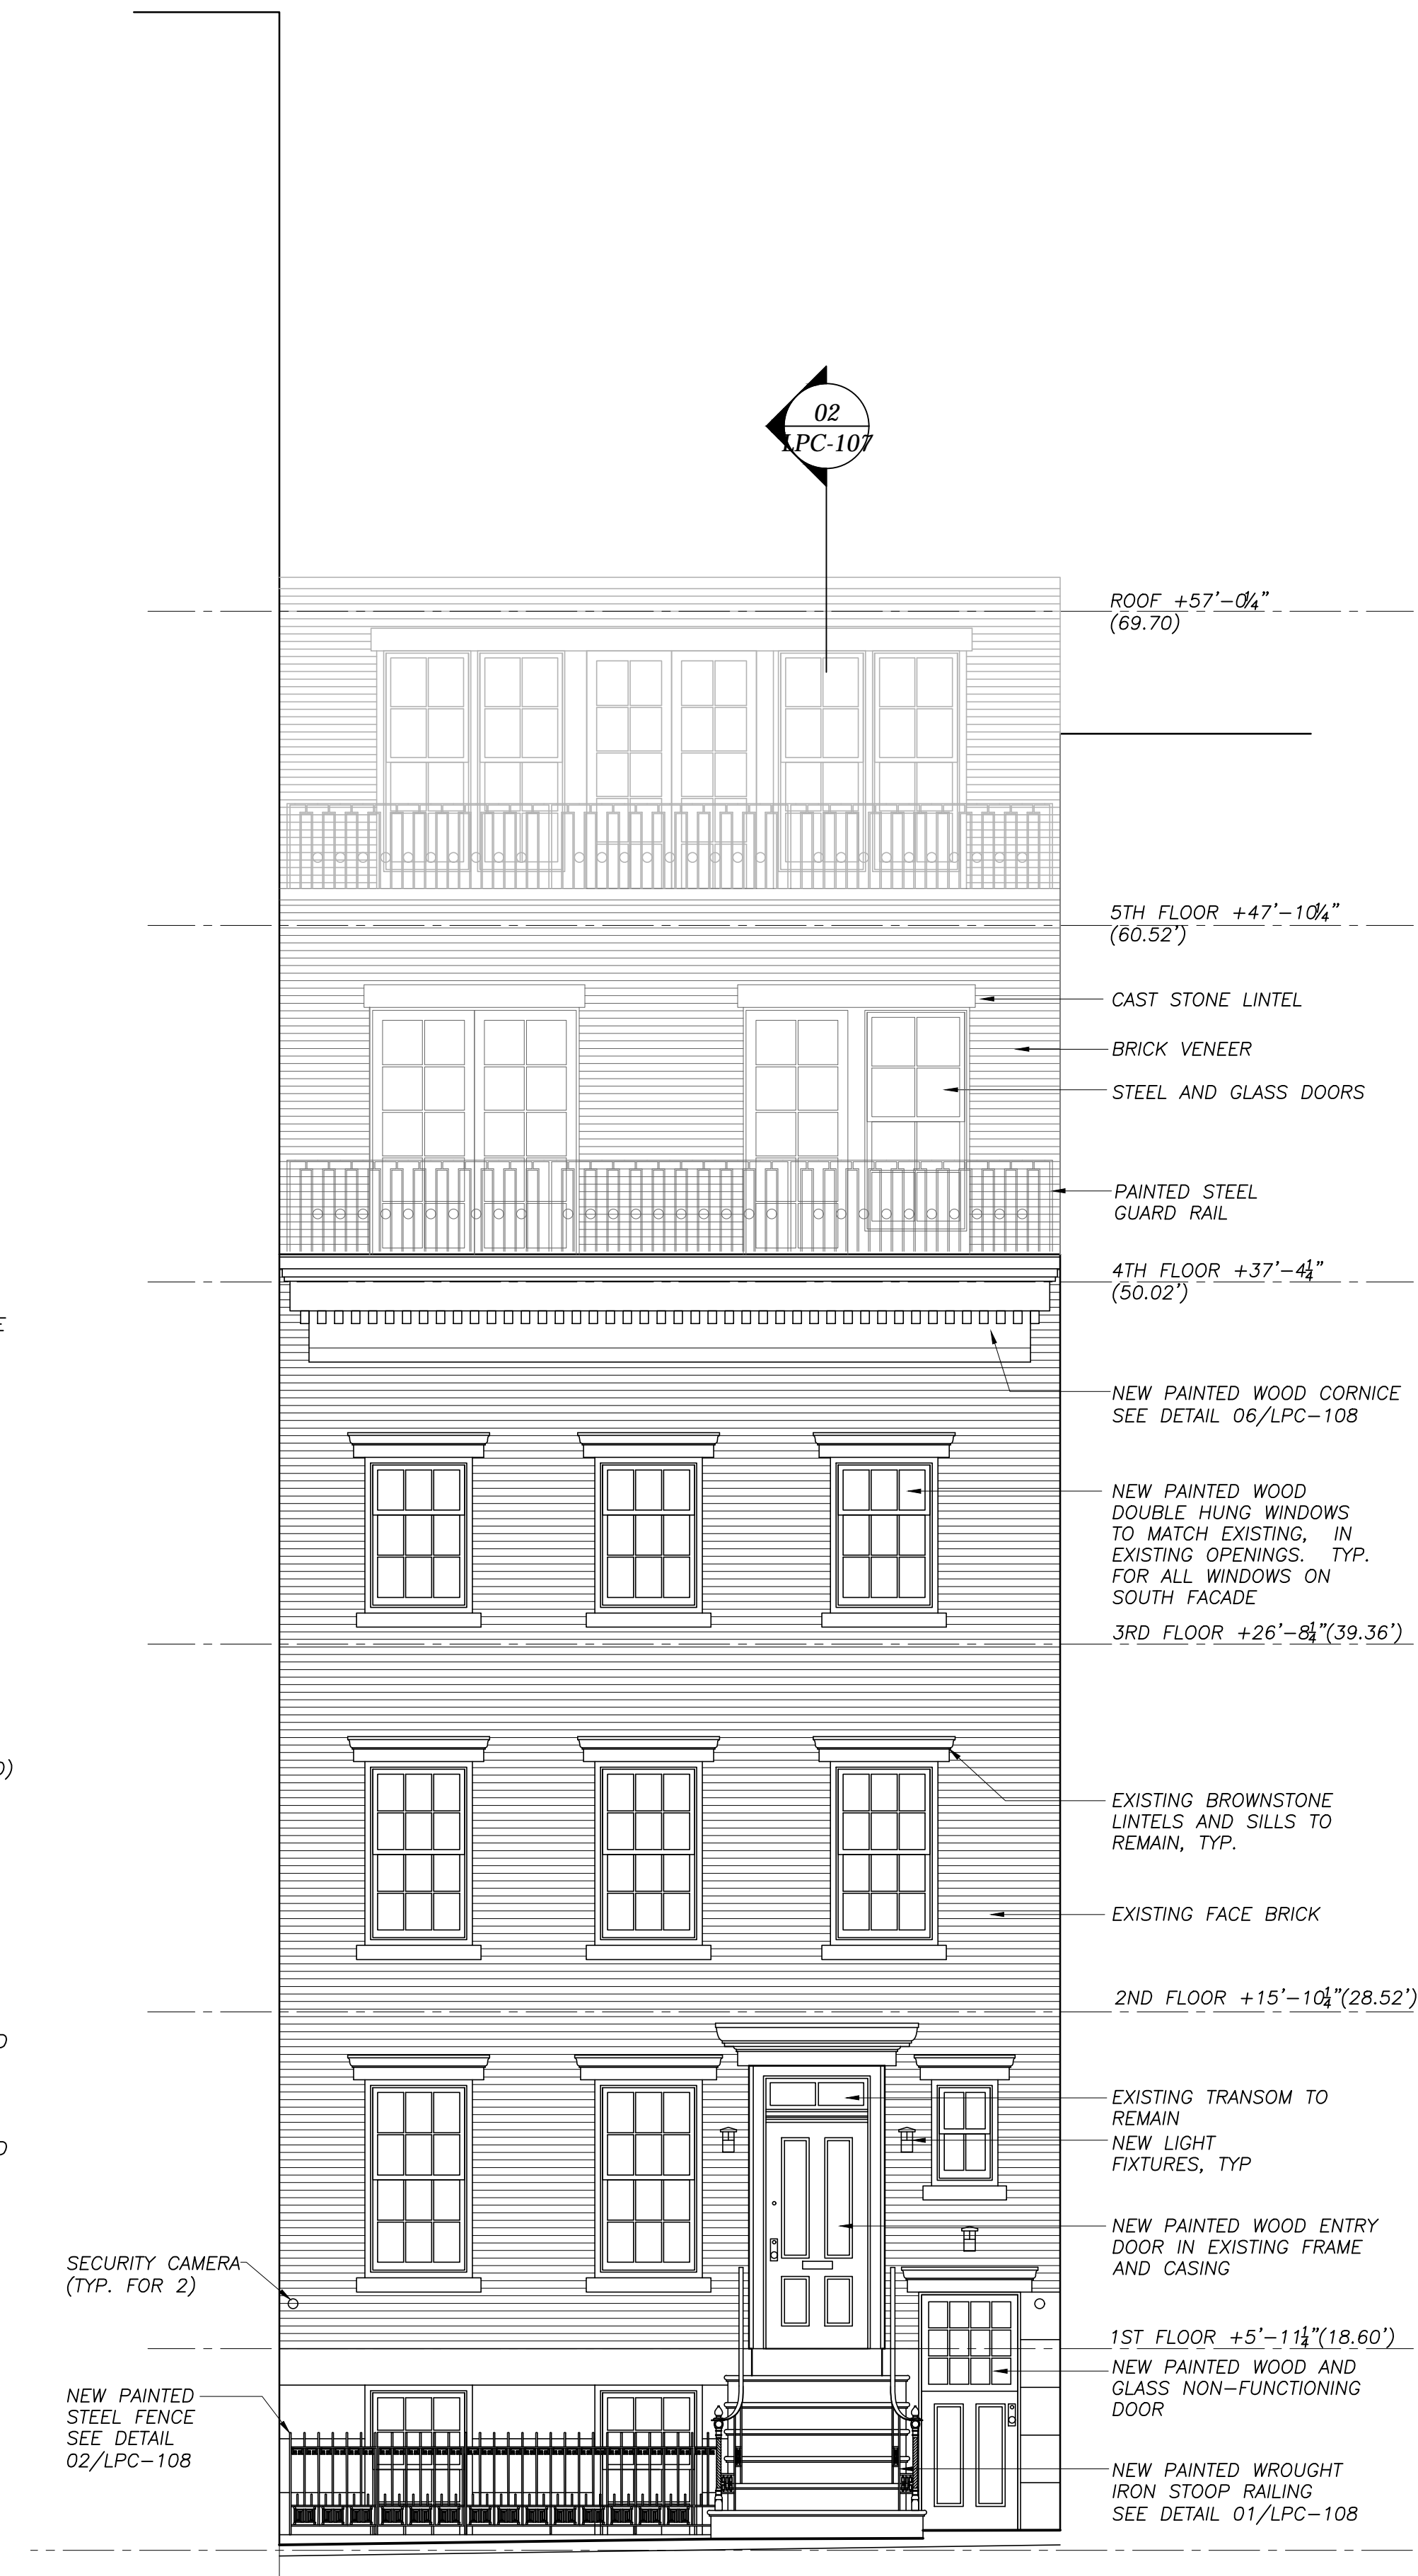 02
LPC-107
ROOF +57'-0¼"
(69.70)
5TH FLOOR +47'-10¼"
(60.52')
CAST STONE LINTEL
BRICK VENEER
STEEL AND GLASS DOORS
PAINTED STEEL
GUARD RAIL
4TH FLOOR +37'-4¼"
(50.02')
NEW PAINTED WOOD CORNICE
SEE DETAIL 06/LPC-108
NEW PAINTED WOOD
DOUBLE HUNG WINDOWS
TO MATCH EXISTING, IN
EXISTING OPENINGS. TYP.
FOR ALL WINDOWS ON
SOUTH FACADE
3RD FLOOR +26'-8¼"(39.36')
EXISTING BROWNSTONE
LINTELS AND SILLS TO
REMAIN, TYP.
EXISTING FACE BRICK
2ND FLOOR +15'-10¼"(28.52')
EXISTING TRANSOM TO
REMAIN
NEW LIGHT
FIXTURES, TYP
NEW PAINTED WOOD ENTRY
DOOR IN EXISTING FRAME
AND CASING
SECURITY CAMERA
(TYP. FOR 2)
1ST FLOOR +5'-11¼"(18.60')
NEW PAINTED WOOD AND
GLASS NON-FUNCTIONING
DOOR
NEW PAINTED
STEEL FENCE
SEE DETAIL
02/LPC-108
NEW PAINTED WROUGHT
IRON STOOP RAILING
SEE DETAIL 01/LPC-108